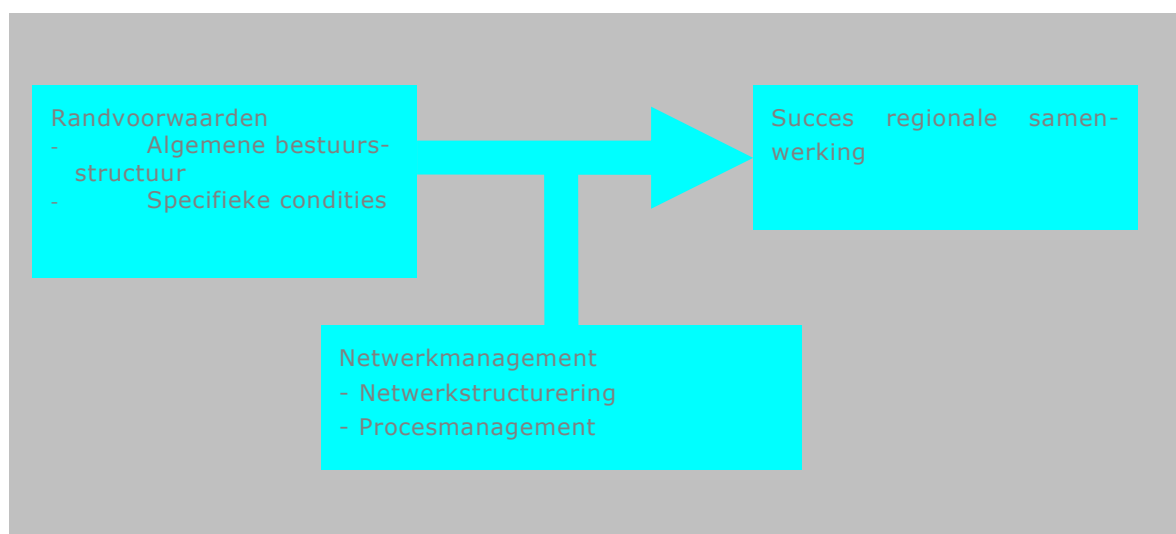 Randvoorwaarden
- Algemene bestuurs-
structuur
- Specifieke condities
Succes regionale samen-
werking
Netwerkmanagement
- Netwerkstructurering
- Procesmanagement